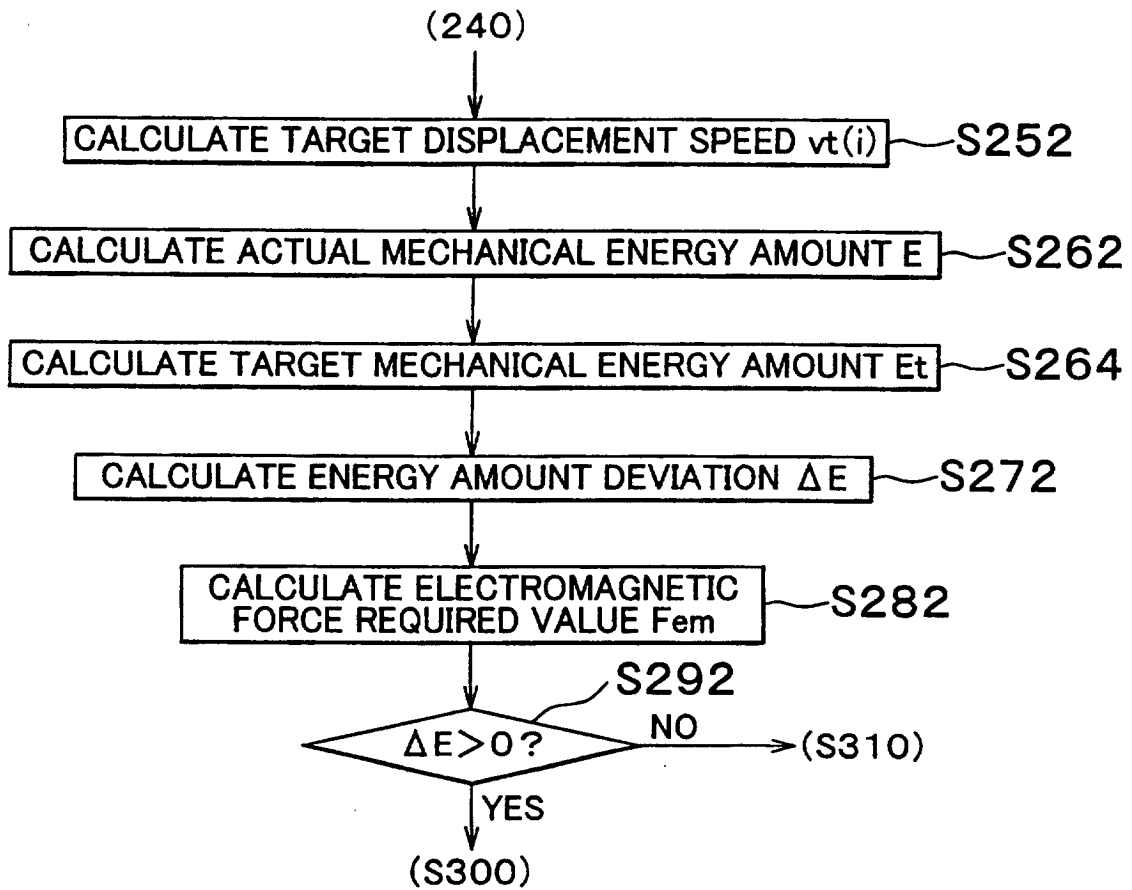 (240)
CALCULATE TARGET DISPLACEMENT SPEED vt(i)
S252
CALCULATE ACTUAL MECHANICAL ENERGY AMOUNT E
S262
CALCULATE TARGET MECHANICAL ENERGY AMOUNT Et
S264
CALCULATE ENERGY AMOUNT DEVIATION ΔE
S272
CALCULATE ELECTROMAGNETIC
FORCE REQUIRED VALUE Fem
S282
S292
ΔE>0?
NO
(S310)
YES
(S300)